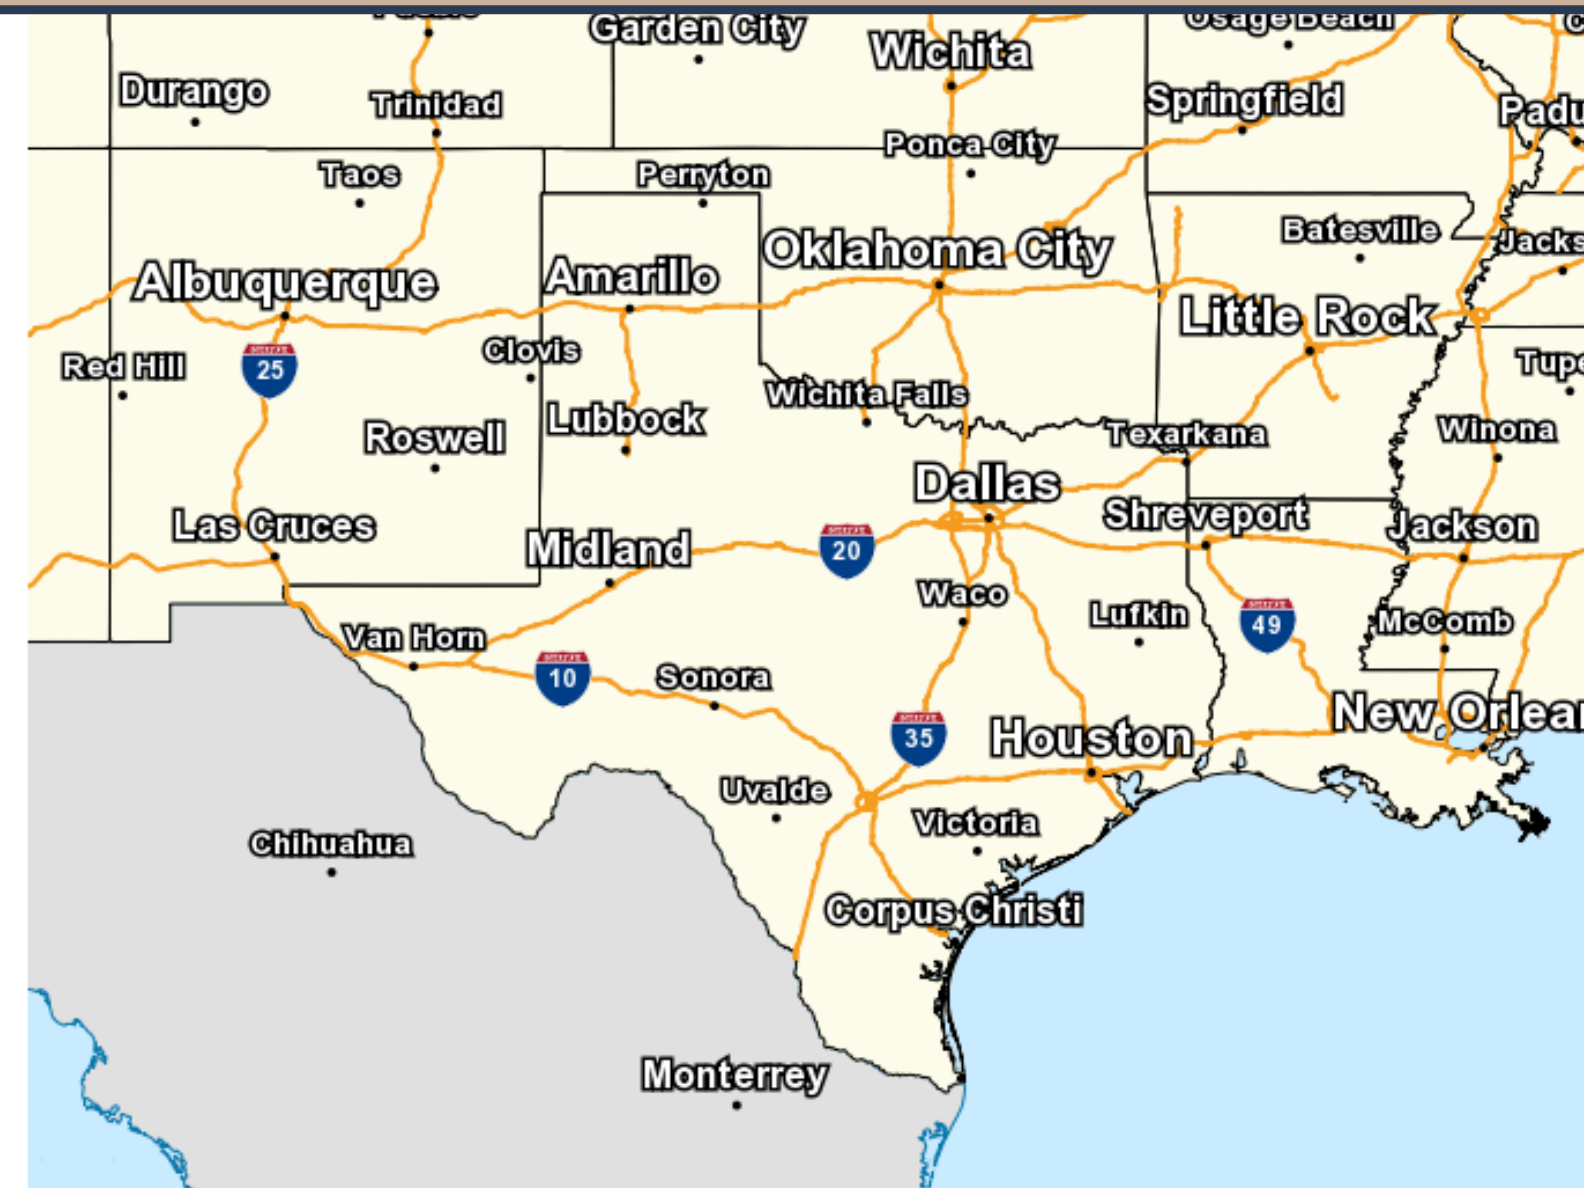 Garden City
Osage Beach
Wichita
Durango
Trinidad
Springfield
Padu
Ponca City
Taos
Perryton
Batesville
Jacks
Oklahoma City
Albuquerque
Amarillo
Little Rock
Red Hill
25
Clovis
Tupe
Wichita Falls
Lubbock
Roswell
Texarkana
Winona
Dallas
Las Cruces
Shreveport
Jackson
Midland
20
Waco
Lufkin
49
McComb
Van Horn
10
Sonora
35
Houston
New Orlean
Uvalde
Victoria
Chihuahua
Corpus Christi
Monterrey